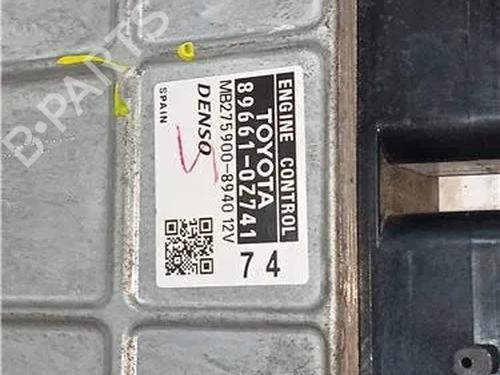 ENGINE CONTROL
TOYOTA
89661-0Z741
MB275900-8940 12V
DENSO
SPAIN
74
B-PARTS